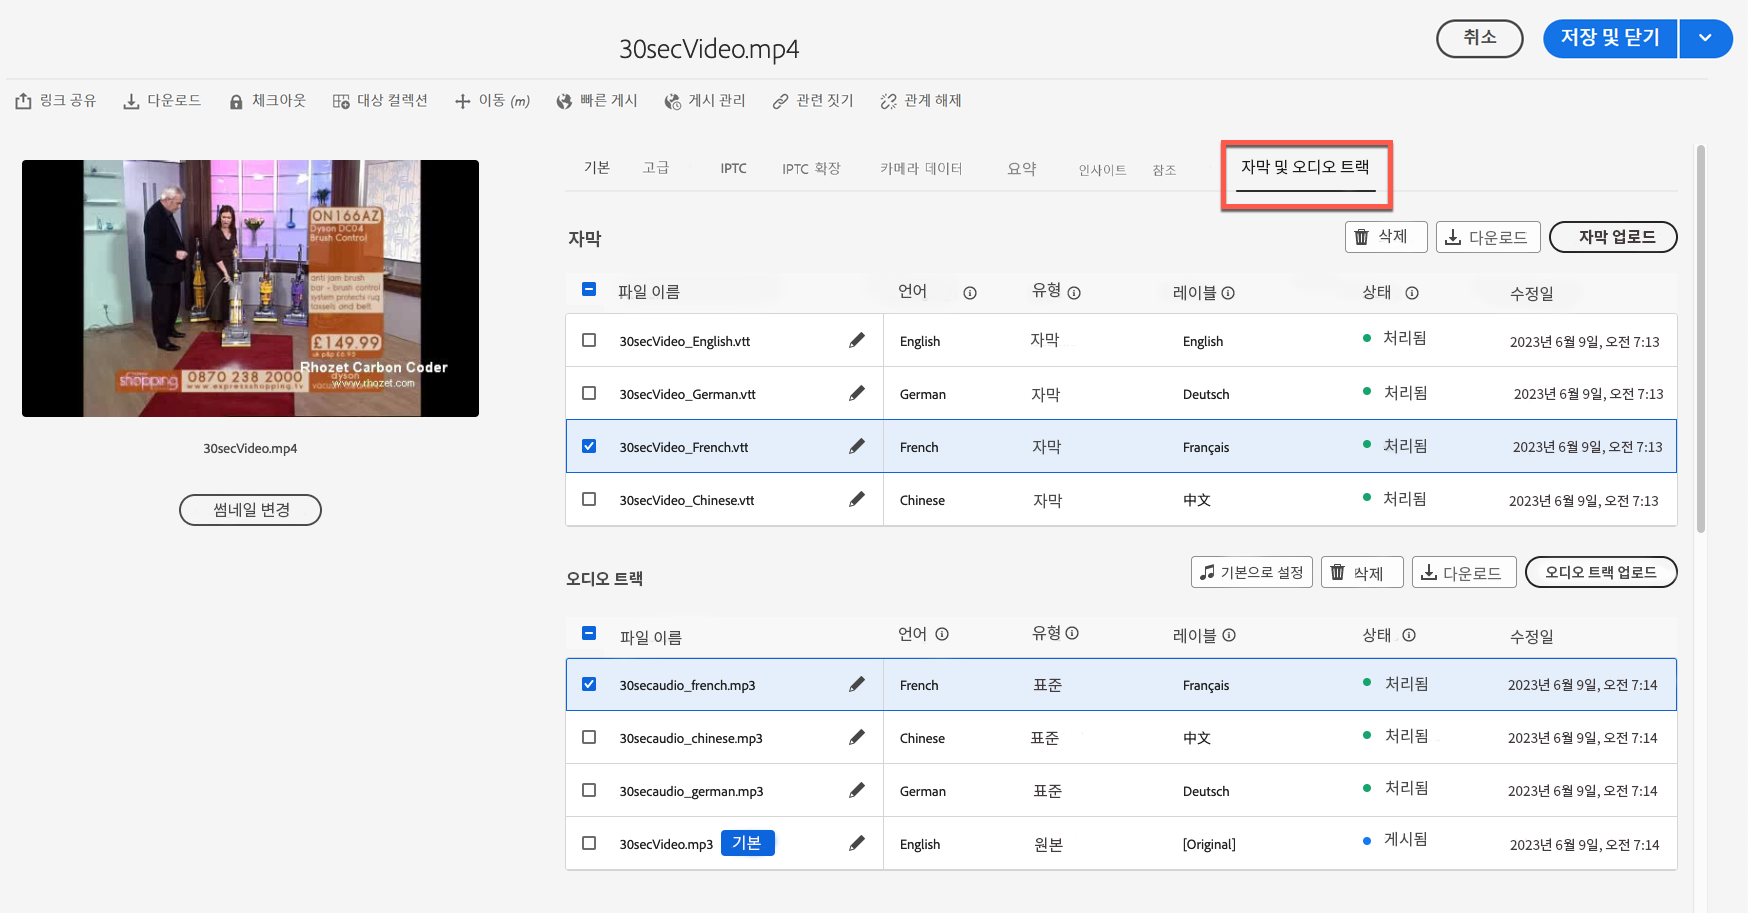 30secVideo.mp4
취소
저장 및 닫기
링크 공유 다운로드 체크아웃 대상 컬렉션 이동 (m) 빠른 게시 게시 관리 관련 짓기 관계 해제
기본 고급 IPTC IPTC 확장 카메라 데이터 요약 인사이트 참조 자막 및 오디오 트랙
ON166AZ
Dyson DC04
Brush Control
anti jam brush
bar - brush control
system protects rug
tassels and belt
£149.99
uk p&p £6.95
Rhozet Carbon Coder
www.rhozet.com
shopping 0870 238 2000
www.expressshopping.tv
dyson
30secVideo.mp4
썸네일 변경
자막 삭제 다운로드 자막 업로드
파일 이름 언어 유형 레이블 상태 수정일
30secVideo_English.vtt English 자막 English 처리됨 2023년 6월 9일, 오전 7:13
30secVideo_German.vtt German 자막 Deutsch 처리됨 2023년 6월 9일, 오전 7:13
30secVideo_French.vtt French 자막 Français 처리됨 2023년 6월 9일, 오전 7:13
30secVideo_Chinese.vtt Chinese 자막 中文 처리됨 2023년 6월 9일, 오전 7:13
오디오 트랙 기본으로 설정 삭제 다운로드 오디오 트랙 업로드
파일 이름 언어 유형 레이블 상태 수정일
30secaudio_french.mp3 French 표준 Français 처리됨 2023년 6월 9일, 오전 7:14
30secaudio_chinese.mp3 Chinese 표준 中文 처리됨 2023년 6월 9일, 오전 7:14
30secaudio_german.mp3 German 표준 Deutsch 처리됨 2023년 6월 9일, 오전 7:14
30secVideo.mp3 기본 English 원본 [Original] 게시됨 2023년 6월 9일, 오전 7:14